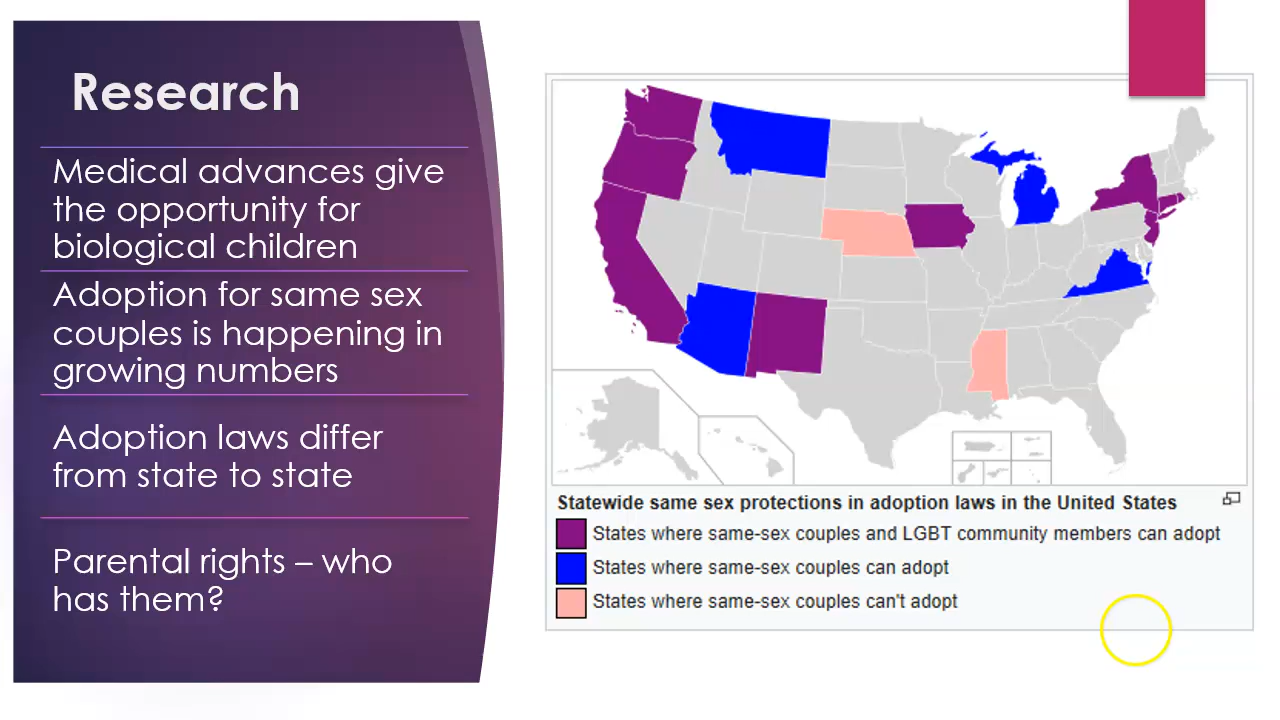 Research
Medical advances give
the opportunity for
biological children
Adoption for same sex
couples is happening in
growing numbers
Adoption laws differ
from state to state
Parental rights – who
has them?
Statewide same sex protections in adoption laws in the United States
States where same-sex couples and LGBT community members can adopt
States where same-sex couples can adopt
States where same-sex couples can't adopt